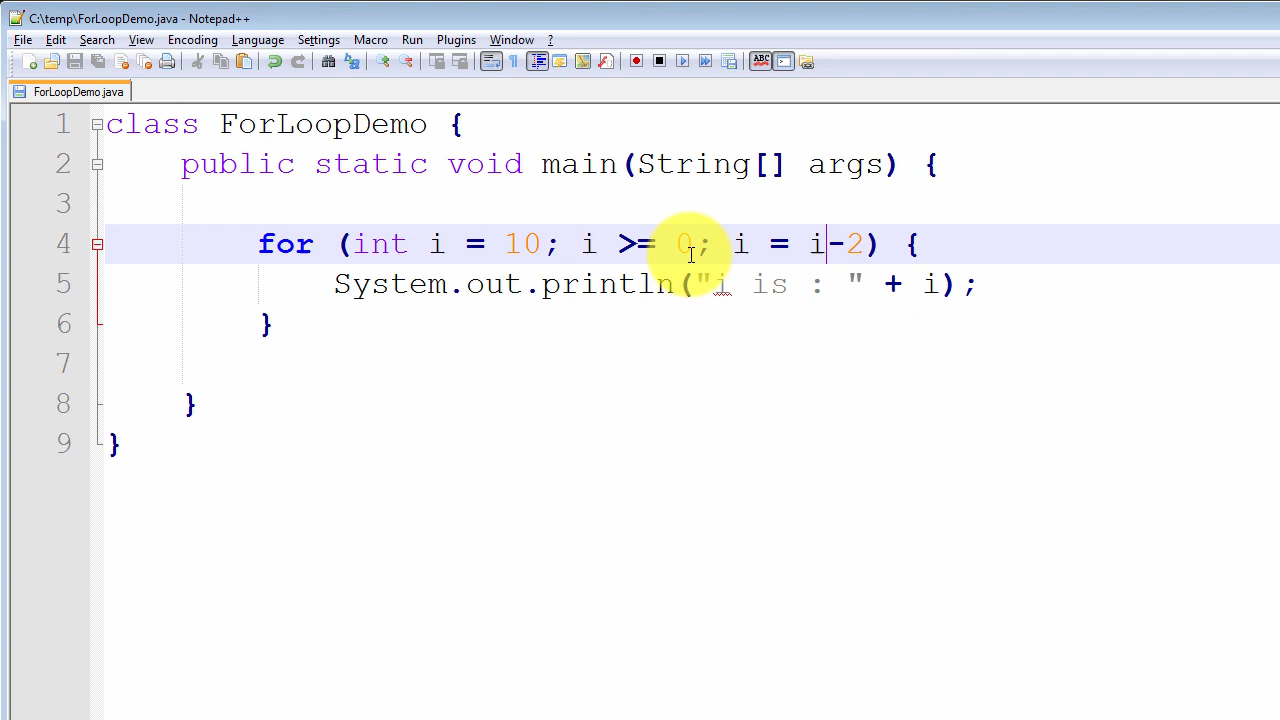 C:\temp\ForLoopDemo.java - Notepad++
File Edit Search View Encoding Language Settings Macro Run Plugins Window ?
ABC
ForLoopDemo.java
1 class ForLoopDemo {
2 public static void main(String[] args) {
3
4 for (int i = 10; i >= 0; i = i-2) {
5 System.out.println("i is : " + i);
6 }
7
8 }
9 }